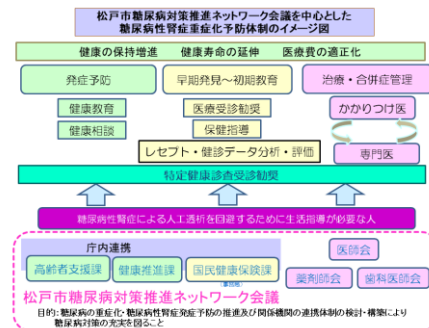 松戸市糖尿病対策推進ネットワーク会議を中心とした
糖尿病性腎症重症化予防体制のイメージ図
健康の保持増進　健康寿命の延伸　医療費の適正化
発症予防
早期発見～初期教育
治療・合併症管理
健康教育
医療受診勧奨
かかりつけ医
健康相談
保健指導
レセプト・健診データ分析・評価
専門医
特定健康診査受診勧奨
糖尿病性腎症による人工透析を回避するために生活指導が必要な人
庁内連携
医師会
高齢者支援課
健康推進課
国民健康保険課
薬剤師会
歯科医師会
松戸市糖尿病対策推進ネットワーク会議
目的：糖尿病の重症化・糖尿病性腎症発症予防の推進及び関係機関の連携体制の検討・構築により
糖尿病対策の充実を図ること